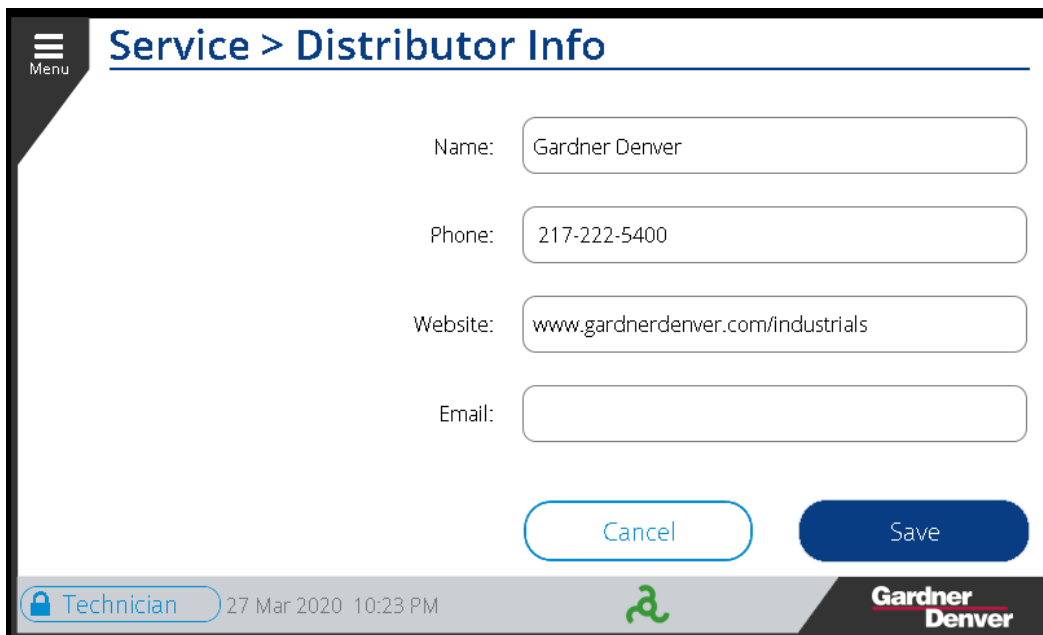 Service > Distributor Info
Menu
Name: Gardner Denver
Phone: 217-222-5400
Website: www.gardnerdenver.com/industrials
Email:
Cancel Save
Technician 27 Mar 2020 10:23 PM
Gardner
Denver